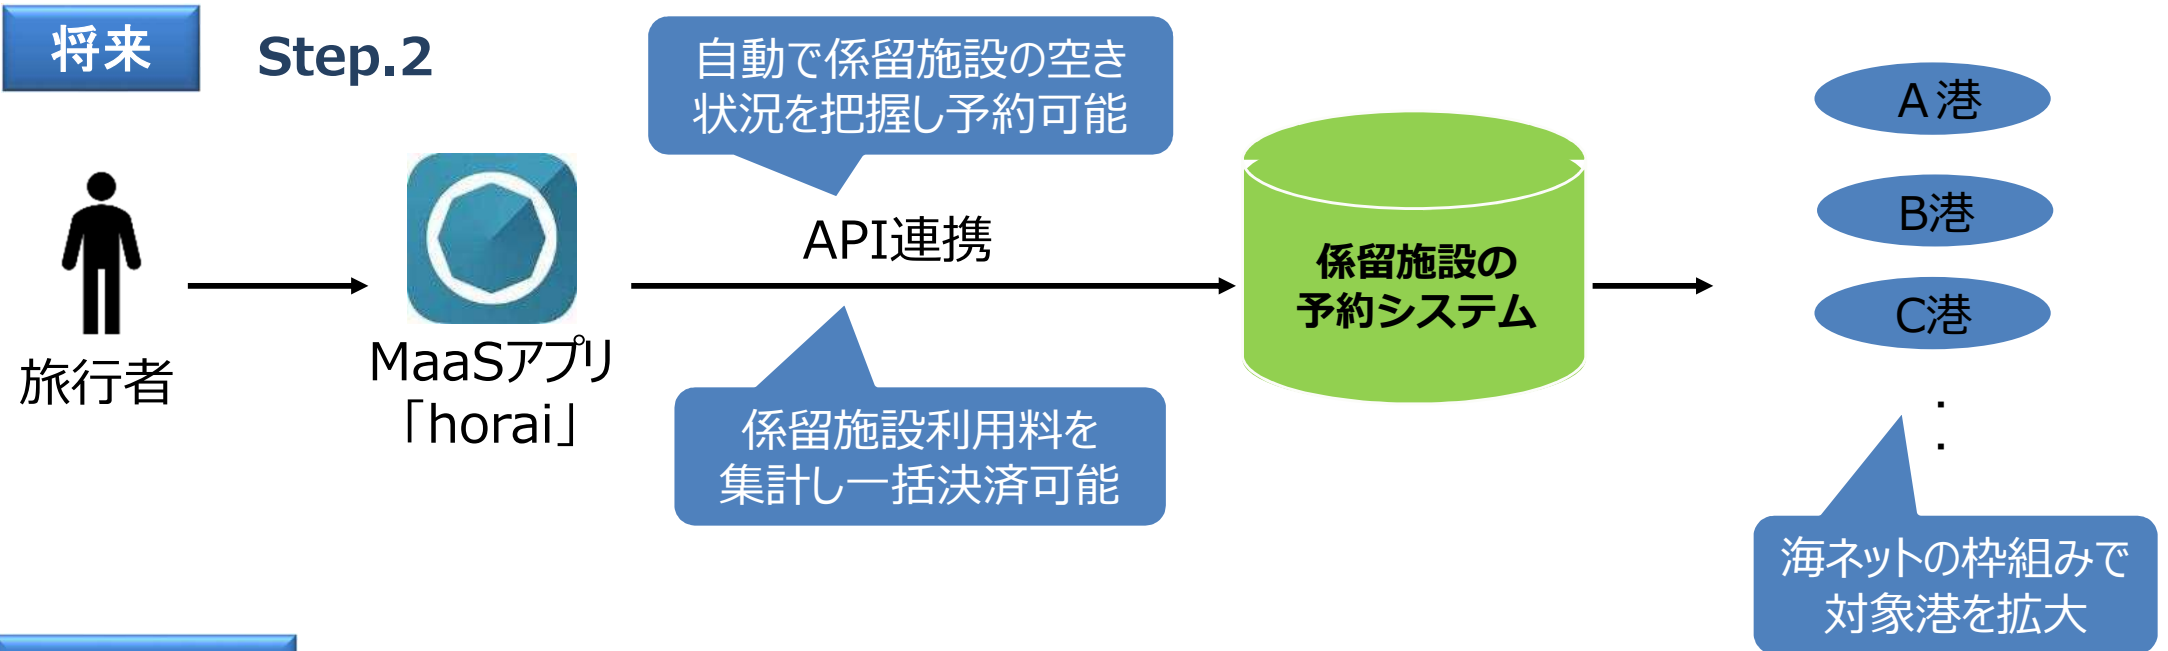 将来
Step.2
自動で係留施設の空き
状況を把握し予約可能
API連携
旅行者
MaaSアプリ
「horai」
係留施設利用料を
集計し一括決済可能
係留施設の
予約システム
A港
B港
C港
・
・
海ネットの枠組みで
対象港を拡大